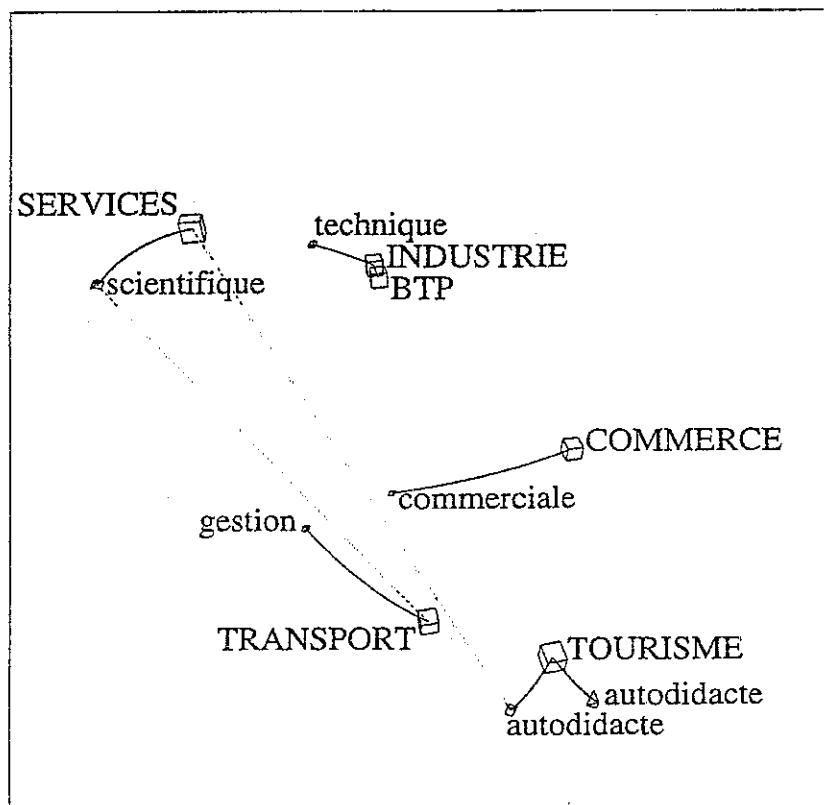 SERVICES
technique
INDUSTRIE
scientifique
BTP
COMMERCE
commerciale
gestion
TRANSPORT
TOURISME
autodidacte
autodidacte